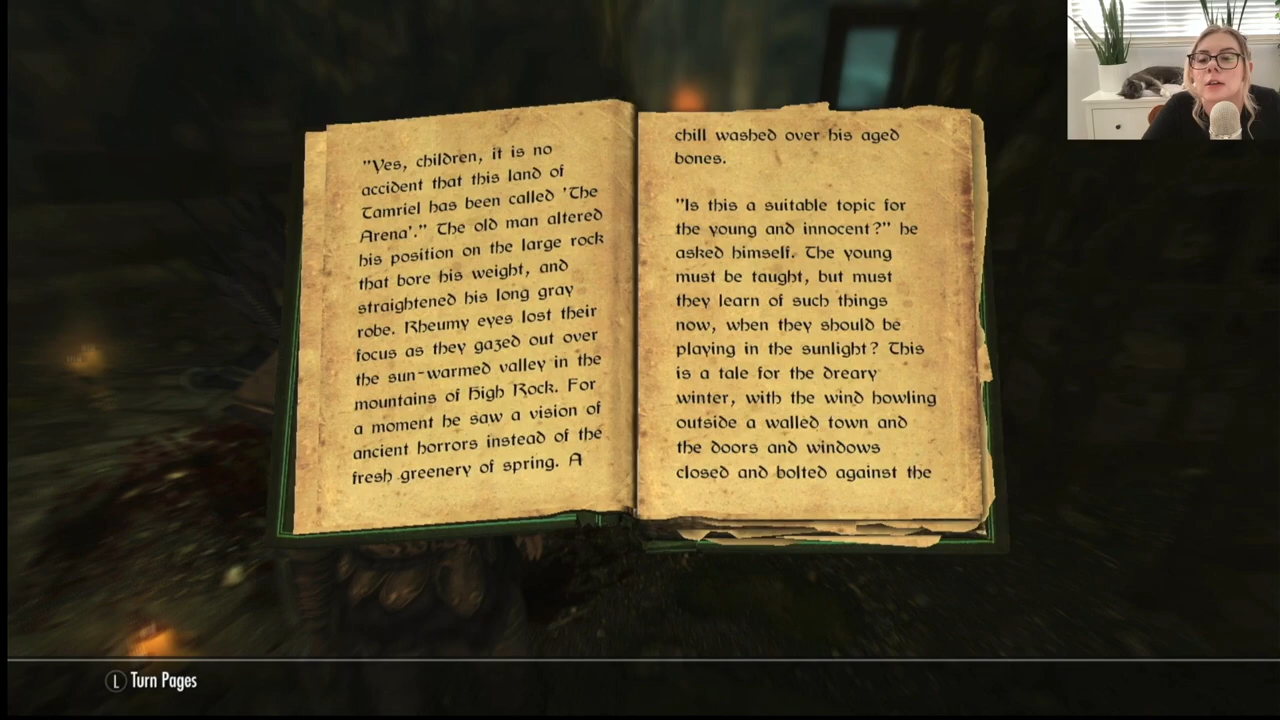 "Yes, children, it is no
accident that this land of
Tamriel has been called 'The
Arena'." The old man altered
his position on the large rock
that bore his weight, and
straightened his long gray
robe. Rheumy eyes lost their
focus as they gazed out over
the sun-warmed valley in the
mountains of High Rock. For
a moment he saw a vision of
ancient horrors instead of the
fresh greenery of spring. A
chill washed over his aged
bones.
"Is this a suitable topic for
the young and innocent?" he
asked himself. The young
must be taught, but must
they learn of such things
now, when they should be
playing in the sunlight? This
is a tale for the dreary
winter, with the wind howling
outside a walled town and
the doors and windows
closed and bolted against the
L Turn Pages